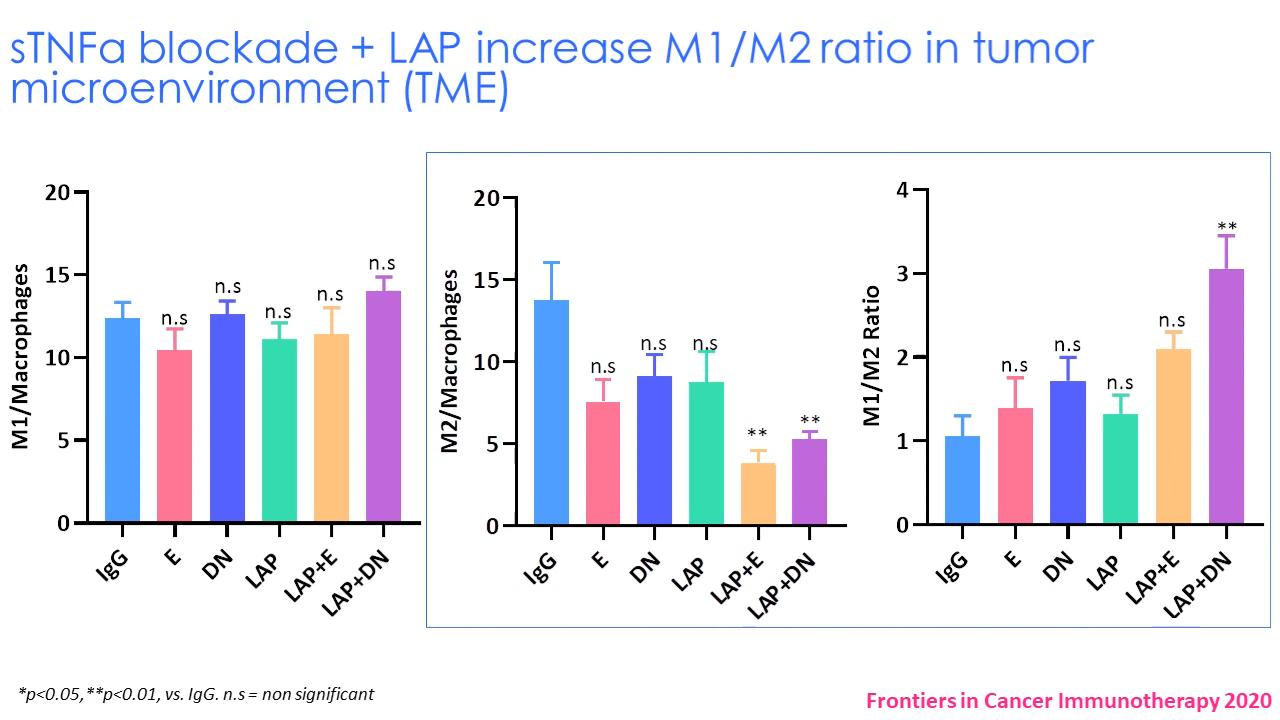 sTNFa blockade + LAP increase M1/M2 ratio in tumor
microenvironment (TME)
M1/Macrophages
20
15
10
5
0
n.s
n.s
n.s
n.s
n.s
IgG
E
DN
LAP
LAP+E
LAP+DN
M2/Macrophages
20
15
10
5
0
n.s
n.s
n.s
**
**
IgG
E
DN
LAP
LAP+E
LAP+DN
M1/M2 Ratio
4
3
2
1
0
n.s
n.s
n.s
n.s
**
IgG
E
DN
LAP
LAP+E
LAP+DN
*p<0.05, **p<0.01, vs. IgG. n.s = non significant
Frontiers in Cancer Immunotherapy 2020